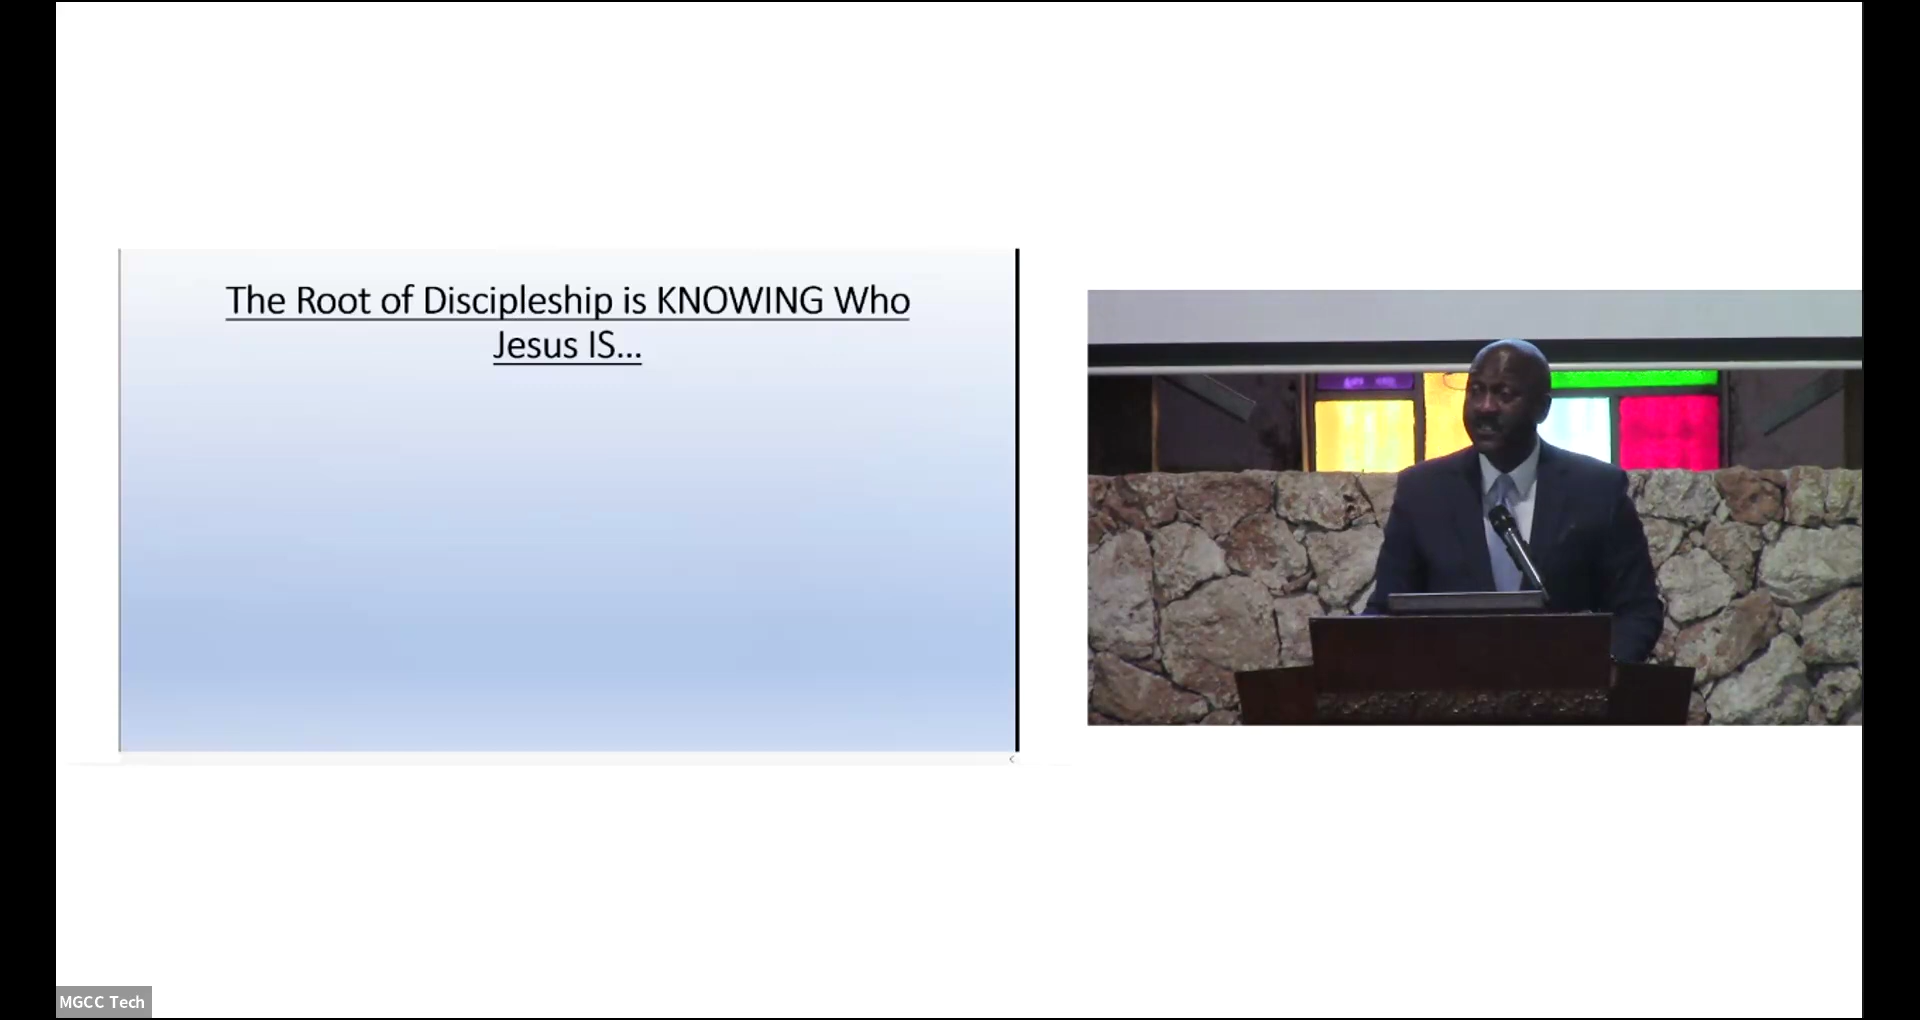 The Root of Discipleship is KNOWING Who
Jesus IS...
MGCC Tech